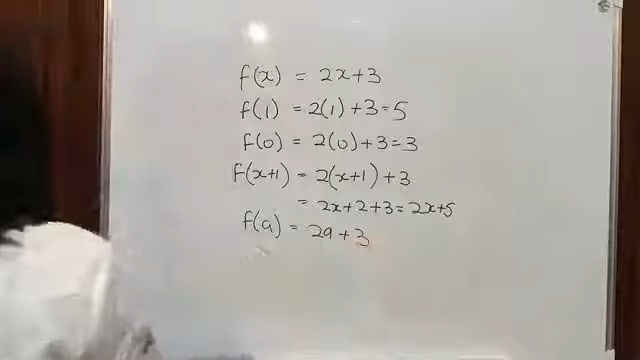 f(x) = 2x+3
f(1) = 2(1)+3=5
f(0) = 2(0)+3=3
f(x+1) = 2(x+1)+3
= 2x+2+3=2x+5
f(a) = 2a+3